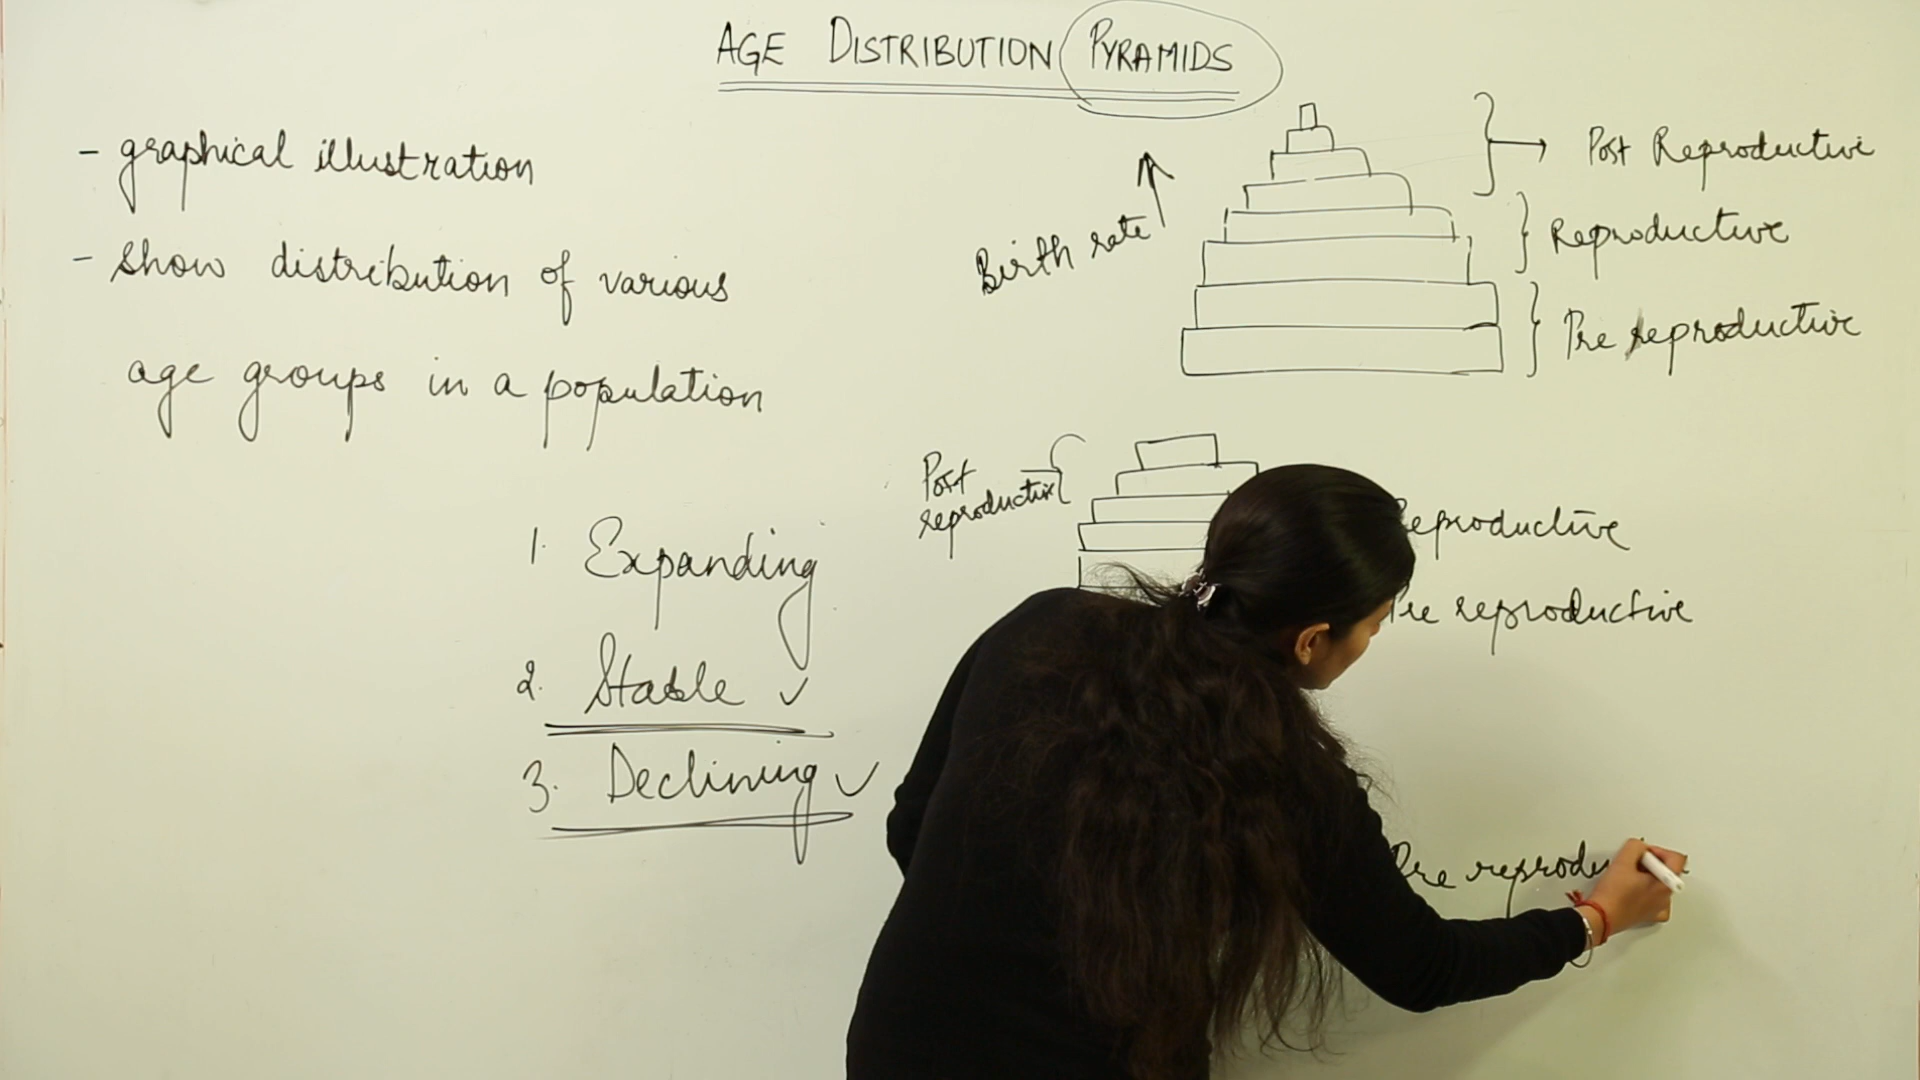 AGE DISTRIBUTION PYRAMIDS
- graphical illustration
- show distribution of various
age groups in a population
1. Expanding
2. Stable ✓
3. Declining ✓
Birth rate ↑
→ Post Reproductive
Reproductive
Pre reproductive
Post
reproductive
Reproductive
Pre reproductive
Pre